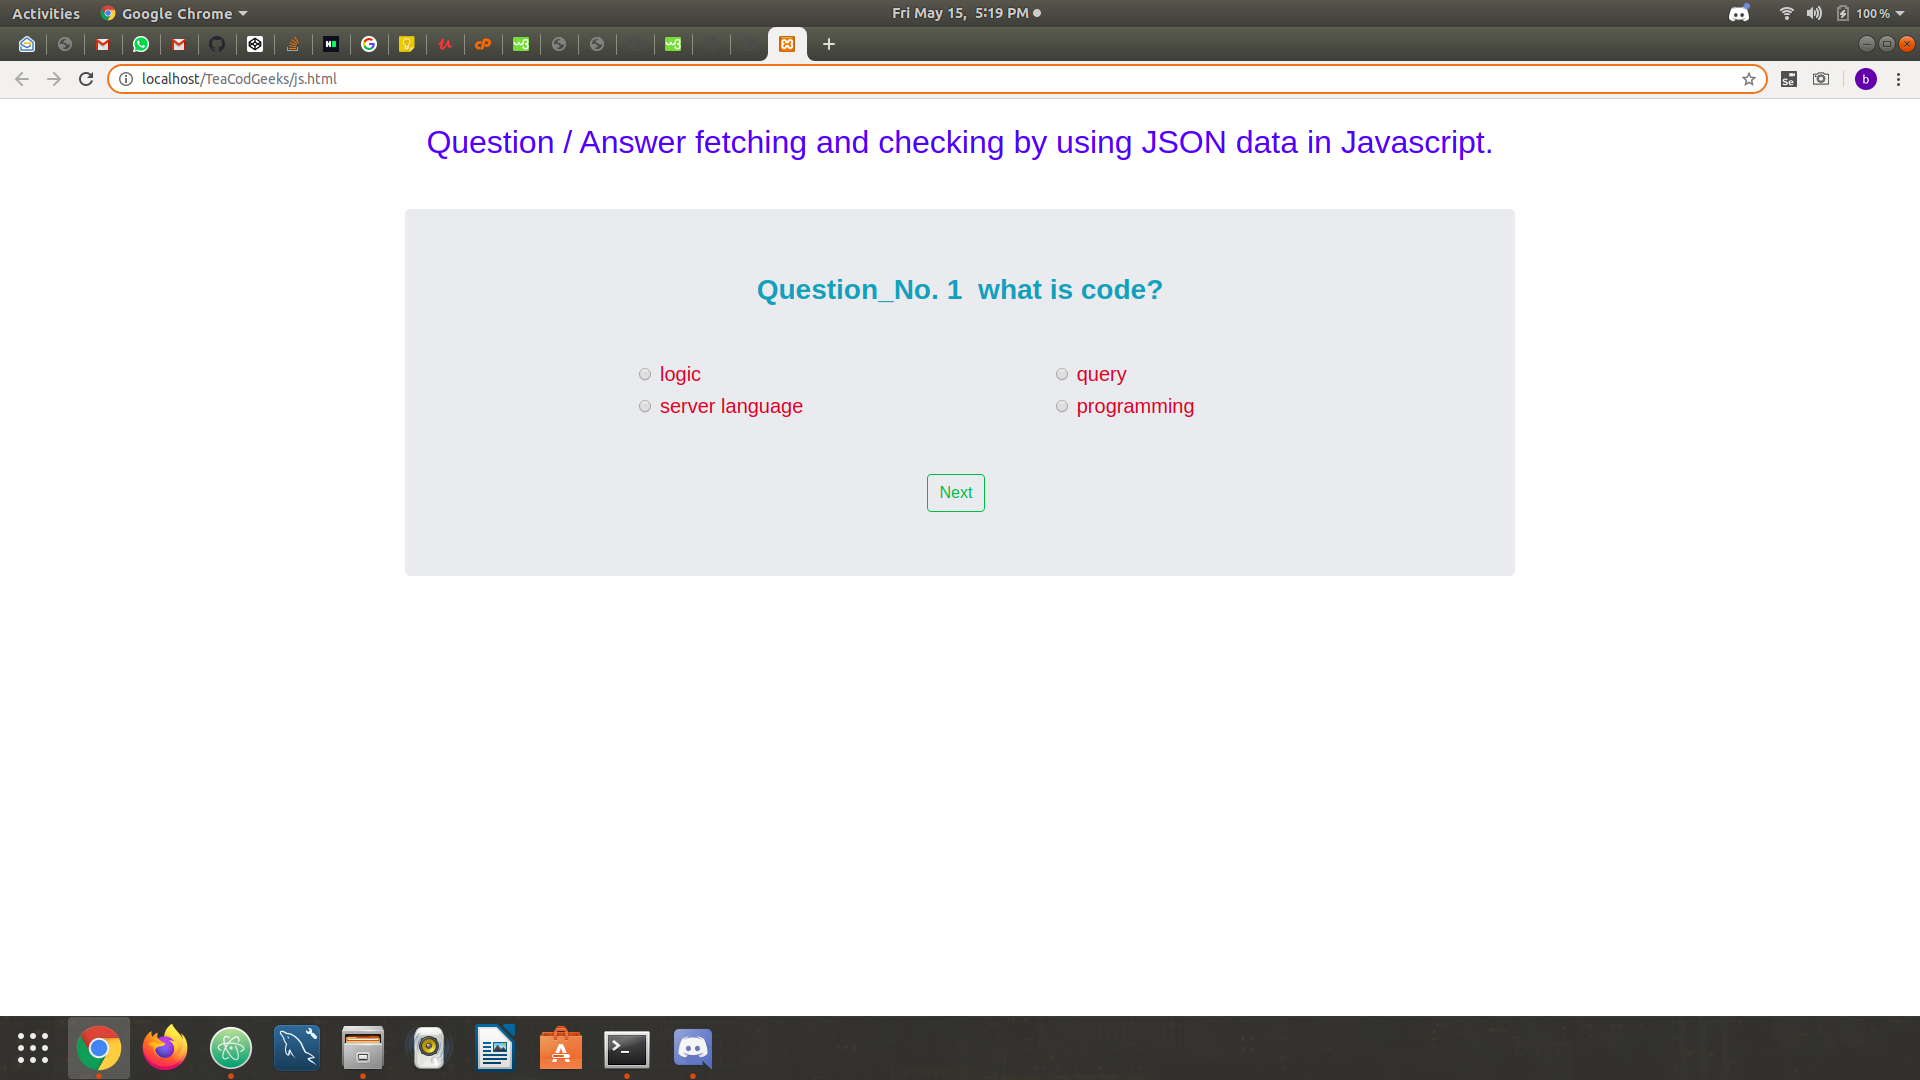 Activities Google Chrome Fri May 15, 5:19 PM 100 %
localhost/TeaCodGeeks/js.html Se b
Question / Answer fetching and checking by using JSON data in Javascript.
Question_No. 1 what is code?
logic query
server language programming
Next